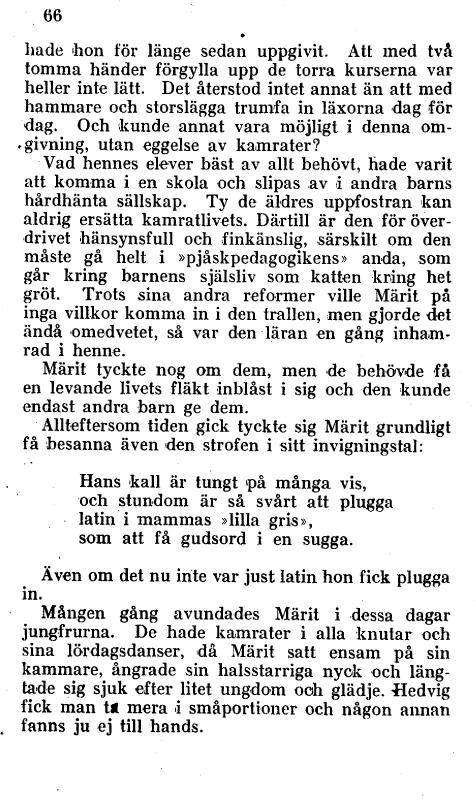 66
hade hon för länge sedan uppgivit. Att med två
tomma händer förgylla upp de torra kurserna var
heller inte lätt. Det återstod intet annat än att med
hammare och storslägga trumfa in läxorna dag för
dag. Och kunde annat vara möjligt i denna om-
givning, utan eggelse av kamrater?
Vad hennes elever bäst av allt behövt, hade varit
att komma i en skola och slipas av i andra barns
hårdhänta sällskap. Ty de äldres uppfostran kan
aldrig ersätta kamratlivets. Därtill är den för över-
drivet hänsynsfull och finkänslig, särskilt om den
måste gå helt i »pjåskpedagogikens» anda, som
går kring barnens själsliv som katten kring het
gröt. Trots sina andra reformer ville Märit på
inga villkor komma in i den trallen, men gjorde det
ändå omedvetet, så var den läran en gång inham-
rad i henne.
Märit tyckte nog om dem, men de behövde få
en levande livets fläkt inblåst i sig och den kunde
endast andra barn ge dem.
Allteftersom tiden gick tyckte sig Märit grundligt
få besanna även den strofen i sitt invigningstal:
Hans kall är tungt på många vis,
och stundom är så svårt att plugga
latin i mammas »lilla gris»,
som att få gudsord i en sugga.
Även om det nu inte var just latin hon fick plugga
in.
Mången gång avundades Märit i dessa dagar
jungfrurna. De hade kamrater i alla knutar och
sina lördagsdanser, då Märit satt ensam på sin
kammare, ångrade sin halsstarriga nyck och läng-
tade sig sjuk efter litet ungdom och glädje. Hedvig
fick man ta mera i småportioner och någon annan
fanns ju ej till hands.